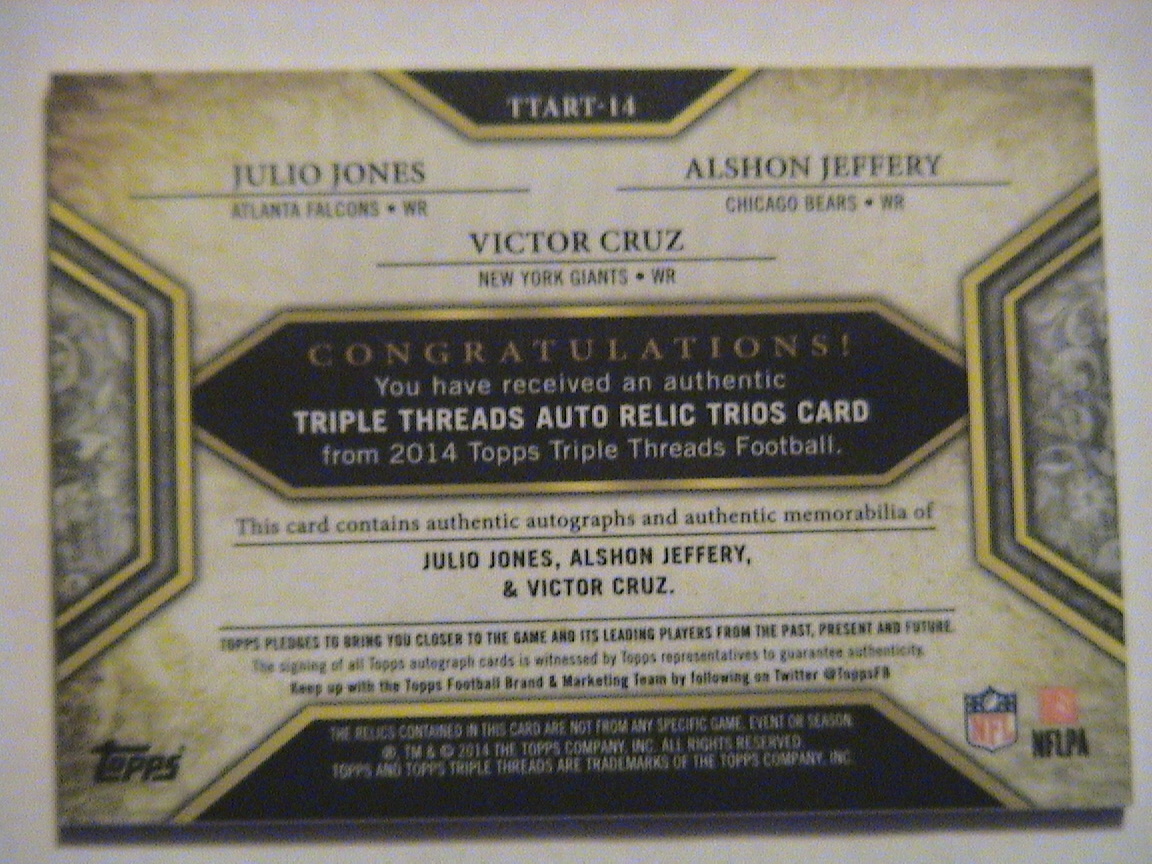 TTART-14
JULIO JONES
ATLANTA FALCONS • WR
ALSHON JEFFERY
CHICAGO BEARS • WR
VICTOR CRUZ
NEW YORK GIANTS • WR
CONGRATULATIONS!
You have received an authentic
TRIPLE THREADS AUTO RELIC TRIOS CARD
from 2014 Topps Triple Threads Football.
This card contains authentic autographs and authentic memorabilia of
JULIO JONES, ALSHON JEFFERY,
& VICTOR CRUZ.
TOPPS PLEDGES TO BRING YOU CLOSER TO THE GAME AND ITS LEADING PLAYERS FROM THE PAST, PRESENT AND FUTURE.
The signing of all Topps autograph cards is witnessed by Topps representatives to guarantee authenticity.
Keep up with the Topps Football Brand & Marketing Team by following on Twitter @ToppsFB
THE RELICS CONTAINED IN THIS CARD ARE NOT FROM ANY SPECIFIC GAME, EVENT OR SEASON.
®, TM & © 2014 THE TOPPS COMPANY, INC. ALL RIGHTS RESERVED.
TOPPS AND TOPPS TRIPLE THREADS ARE TRADEMARKS OF THE TOPPS COMPANY, INC.
Topps
NFL
NFLPA